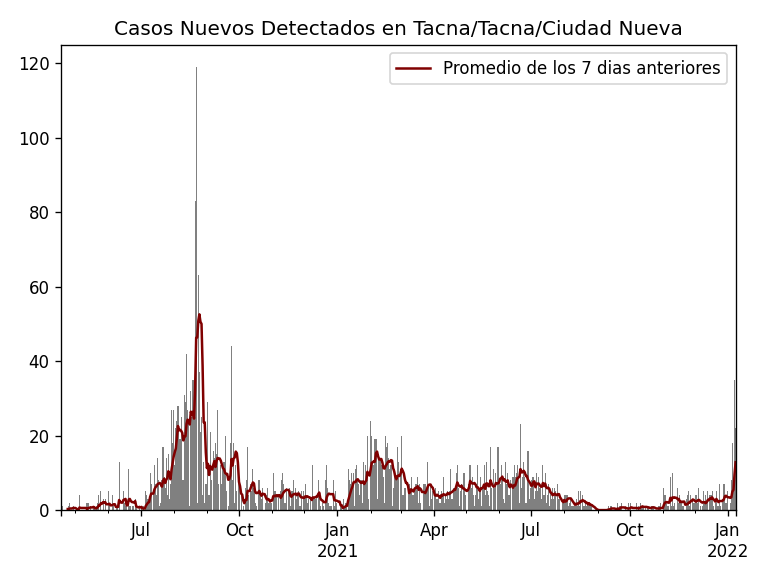 Casos Nuevos Detectados en Tacna/Tacna/Ciudad Nueva
Promedio de los 7 dias anteriores
120
100
80
60
40
20
0
Jul Oct Jan Apr Jul Oct Jan
2021 2022